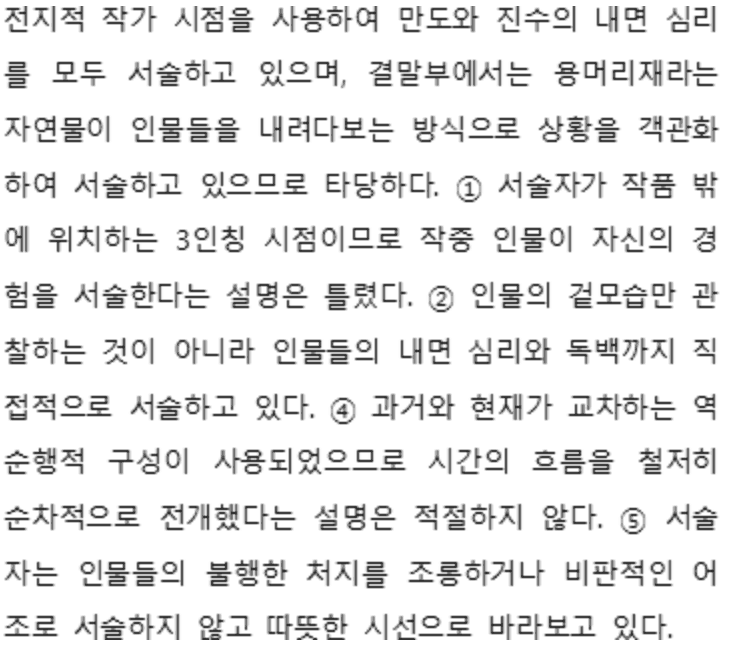 전지적 작가 시점을 사용하여 만도와 진수의 내면 심리
를 모두 서술하고 있으며, 결말부에서는 용머리재라는
자연물이 인물들을 내려다보는 방식으로 상황을 객관화
하여 서술하고 있으므로 타당하다. ① 서술자가 작품 밖
에 위치하는 3인칭 시점이므로 작중 인물이 자신의 경
험을 서술한다는 설명은 틀렸다. ② 인물의 겉모습만 관
찰하는 것이 아니라 인물들의 내면 심리와 독백까지 직
접적으로 서술하고 있다. ④ 과거와 현재가 교차하는 역
순행적 구성이 사용되었으므로 시간의 흐름을 철저히
순차적으로 전개했다는 설명은 적절하지 않다. ⑤ 서술
자는 인물들의 불행한 처지를 조롱하거나 비판적인 어
조로 서술하지 않고 따뜻한 시선으로 바라보고 있다.